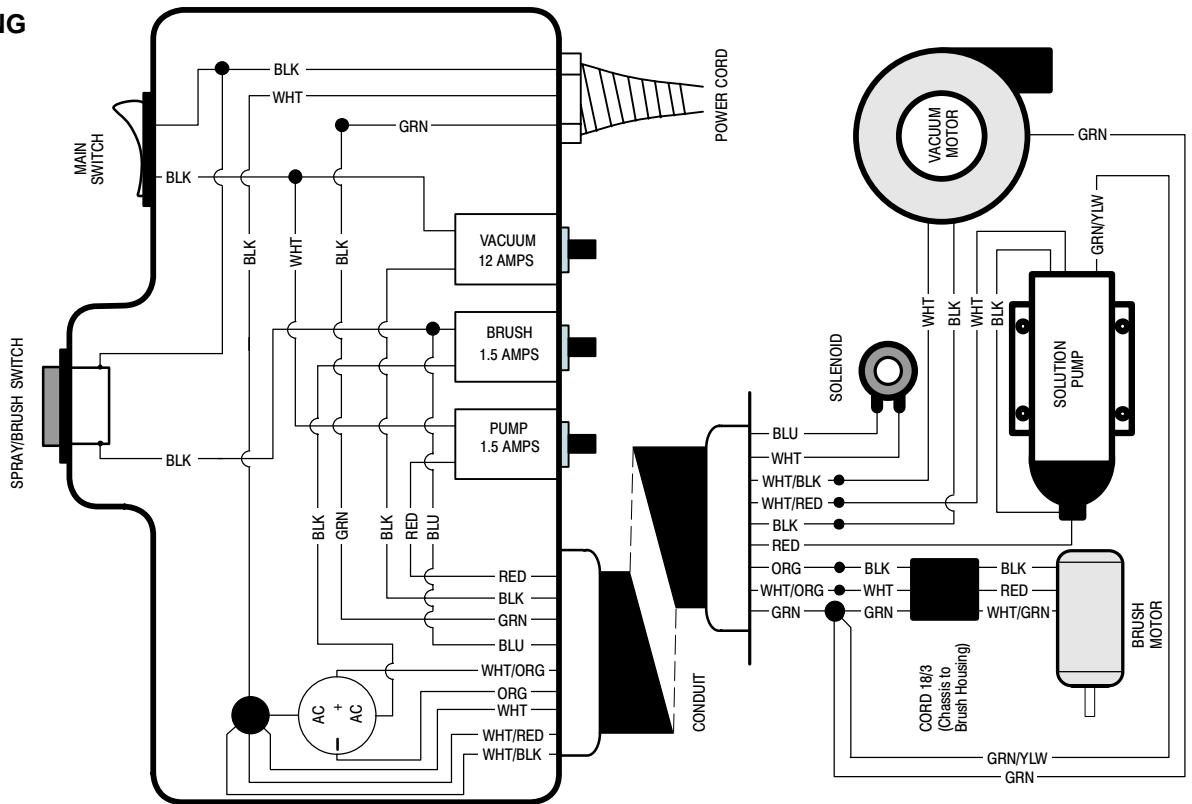 NG
BLK
WHT
GRN
POWER CORD
MAIN
SWITCH
BLK
BLK
WHT
BLK
VACUUM
12 AMPS
BRUSH
1.5 AMPS
PUMP
1.5 AMPS
SPRAY/BRUSH SWITCH
BLK
BLK
GRN
BLK
RED
BLU
RED
BLK
GRN
BLU
WHT/ORG
ORG
WHT
WHT/RED
WHT/BLK
AC
+
AC
–
CONDUIT
VACUUM
MOTOR
GRN
GRN/YLW
WHT
BLK
WHT
BLK
SOLENOID
SOLUTION
PUMP
BLU
WHT
WHT/BLK
WHT/RED
BLK
RED
ORG
BLK
BLK
WHT/ORG
WHT
RED
GRN
GRN
WHT/GRN
BRUSH
MOTOR
CORD 18/3
(Chassis to
Brush Housing)
GRN/YLW
GRN